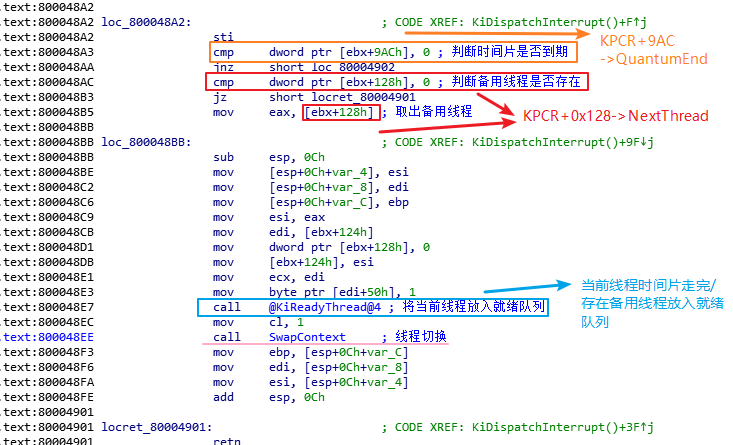 .text:800048A2
.text:800048A2 loc_800048A2: ; CODE XREF: KiDispatchInterrupt()+F↑j
.text:800048A2 sti
.text:800048A3 cmp dword ptr [ebx+9ACh], 0 ; 判断时间片是否到期
.text:800048AA jnz short loc_80004902
.text:800048AC cmp dword ptr [ebx+128h], 0 ; 判断备用线程是否存在
.text:800048B3 jz short locret_80004901
.text:800048B5 mov eax, [ebx+128h] ; 取出备用线程
.text:800048BB
.text:800048BB loc_800048BB: ; CODE XREF: KiDispatchInterrupt()+9F↓j
.text:800048BB sub esp, 0Ch
.text:800048BE mov [esp+0Ch+var_4], esi
.text:800048C2 mov [esp+0Ch+var_8], edi
.text:800048C6 mov [esp+0Ch+var_C], ebp
.text:800048C9 mov esi, eax
.text:800048CB mov edi, [ebx+124h]
.text:800048D1 mov dword ptr [ebx+128h], 0
.text:800048DB mov [ebx+124h], esi
.text:800048E1 mov ecx, edi
.text:800048E3 mov byte ptr [edi+50h], 1
.text:800048E7 call @KiReadyThread@4 ; 将当前线程放入就绪队列
.text:800048EC mov cl, 1
.text:800048EE call SwapContext ; 线程切换
.text:800048F3 mov ebp, [esp+0Ch+var_C]
.text:800048F6 mov edi, [esp+0Ch+var_8]
.text:800048FA mov esi, [esp+0Ch+var_4]
.text:800048FE add esp, 0Ch
.text:80004901
.text:80004901 locret_80004901: ; CODE XREF: KiDispatchInterrupt()+3F↑j
.text:80004901 retn
KPCR+9AC
->QuantumEnd
KPCR+0x128->NextThread
当前线程时间片走完/
存在备用线程放入就绪
队列